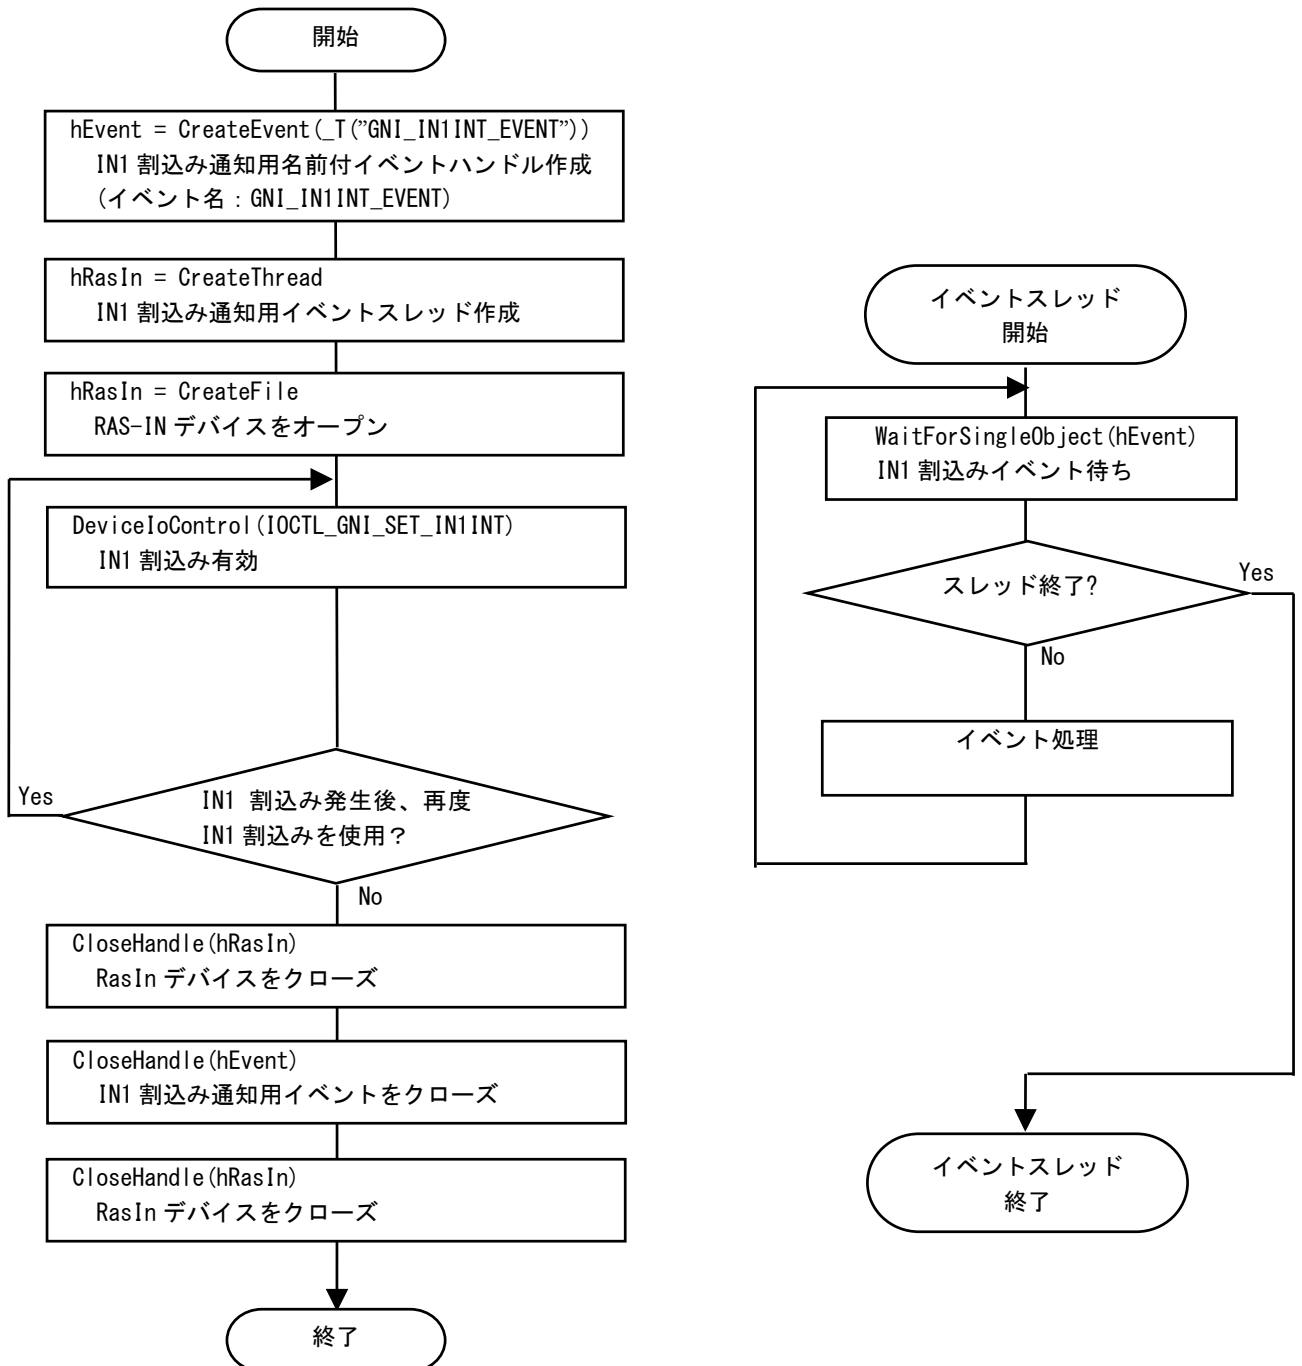 開始
hEvent = CreateEvent(_T(”GNI_IN1INT_EVENT”))
IN1 割込み通知用名前付イベントハンドル作成
(イベント名：GNI_IN1INT_EVENT)
hRasIn = CreateThread
IN1 割込み通知用イベントスレッド作成
hRasIn = CreateFile
RAS-IN デバイスをオープン
DeviceIoControl(IOCTL_GNI_SET_IN1INT)
IN1 割込み有効
IN1 割込み発生後、再度
IN1 割込みを使用？
Yes
No
CloseHandle(hRasIn)
RasIn デバイスをクローズ
CloseHandle(hEvent)
IN1 割込み通知用イベントをクローズ
CloseHandle(hRasIn)
RasIn デバイスをクローズ
終了
イベントスレッド
開始
WaitForSingleObject(hEvent)
IN1 割込みイベント待ち
スレッド終了?
Yes
No
イベント処理
イベントスレッド
終了